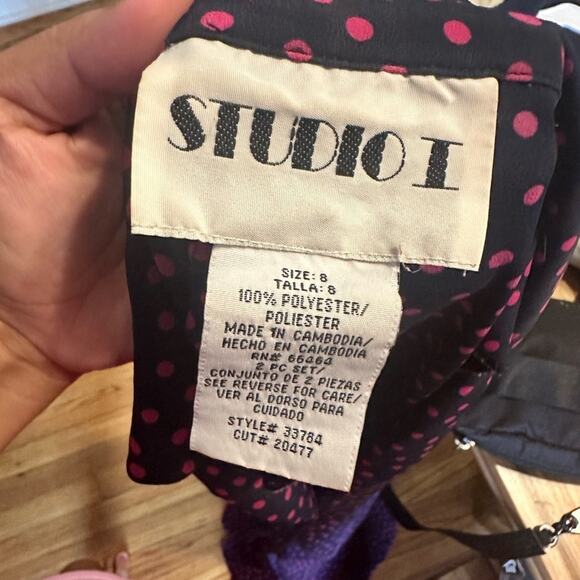 STUDIO I
SIZE: 8
TALLA: 8
100% POLYESTER/
POLIESTER
MADE IN CAMBODIA/
HECHO EN CAMBODIA
RN# 66464
2 PC SET/
CONJUNTO DE 2 PIEZAS
SEE REVERSE FOR CARE/
VER AL DORSO PARA
CUIDADO
STYLE# 33784
CUT# 20477